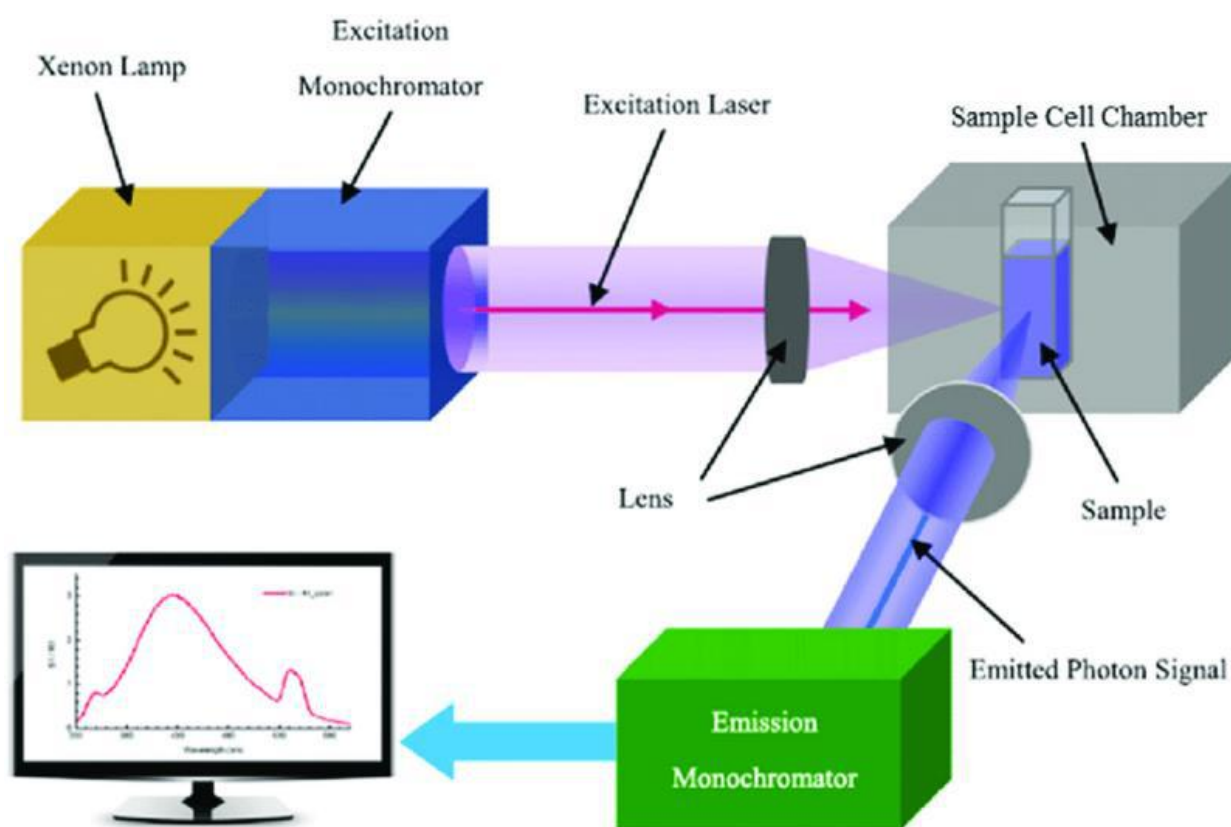 Xenon Lamp
Excitation
Monochromator
Excitation Laser
Sample Cell Chamber
Lens
Sample
Emitted Photon Signal
Emission
Monochromator